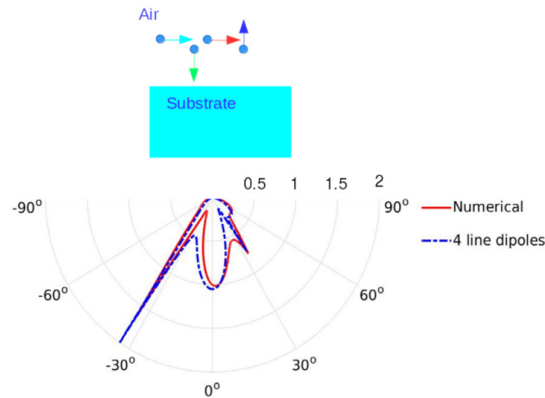 Air
Substrate
0.5 1 1.5 2
-90° 90°
Numerical
4 line dipoles
-60° 60°
-30° 30°
0°